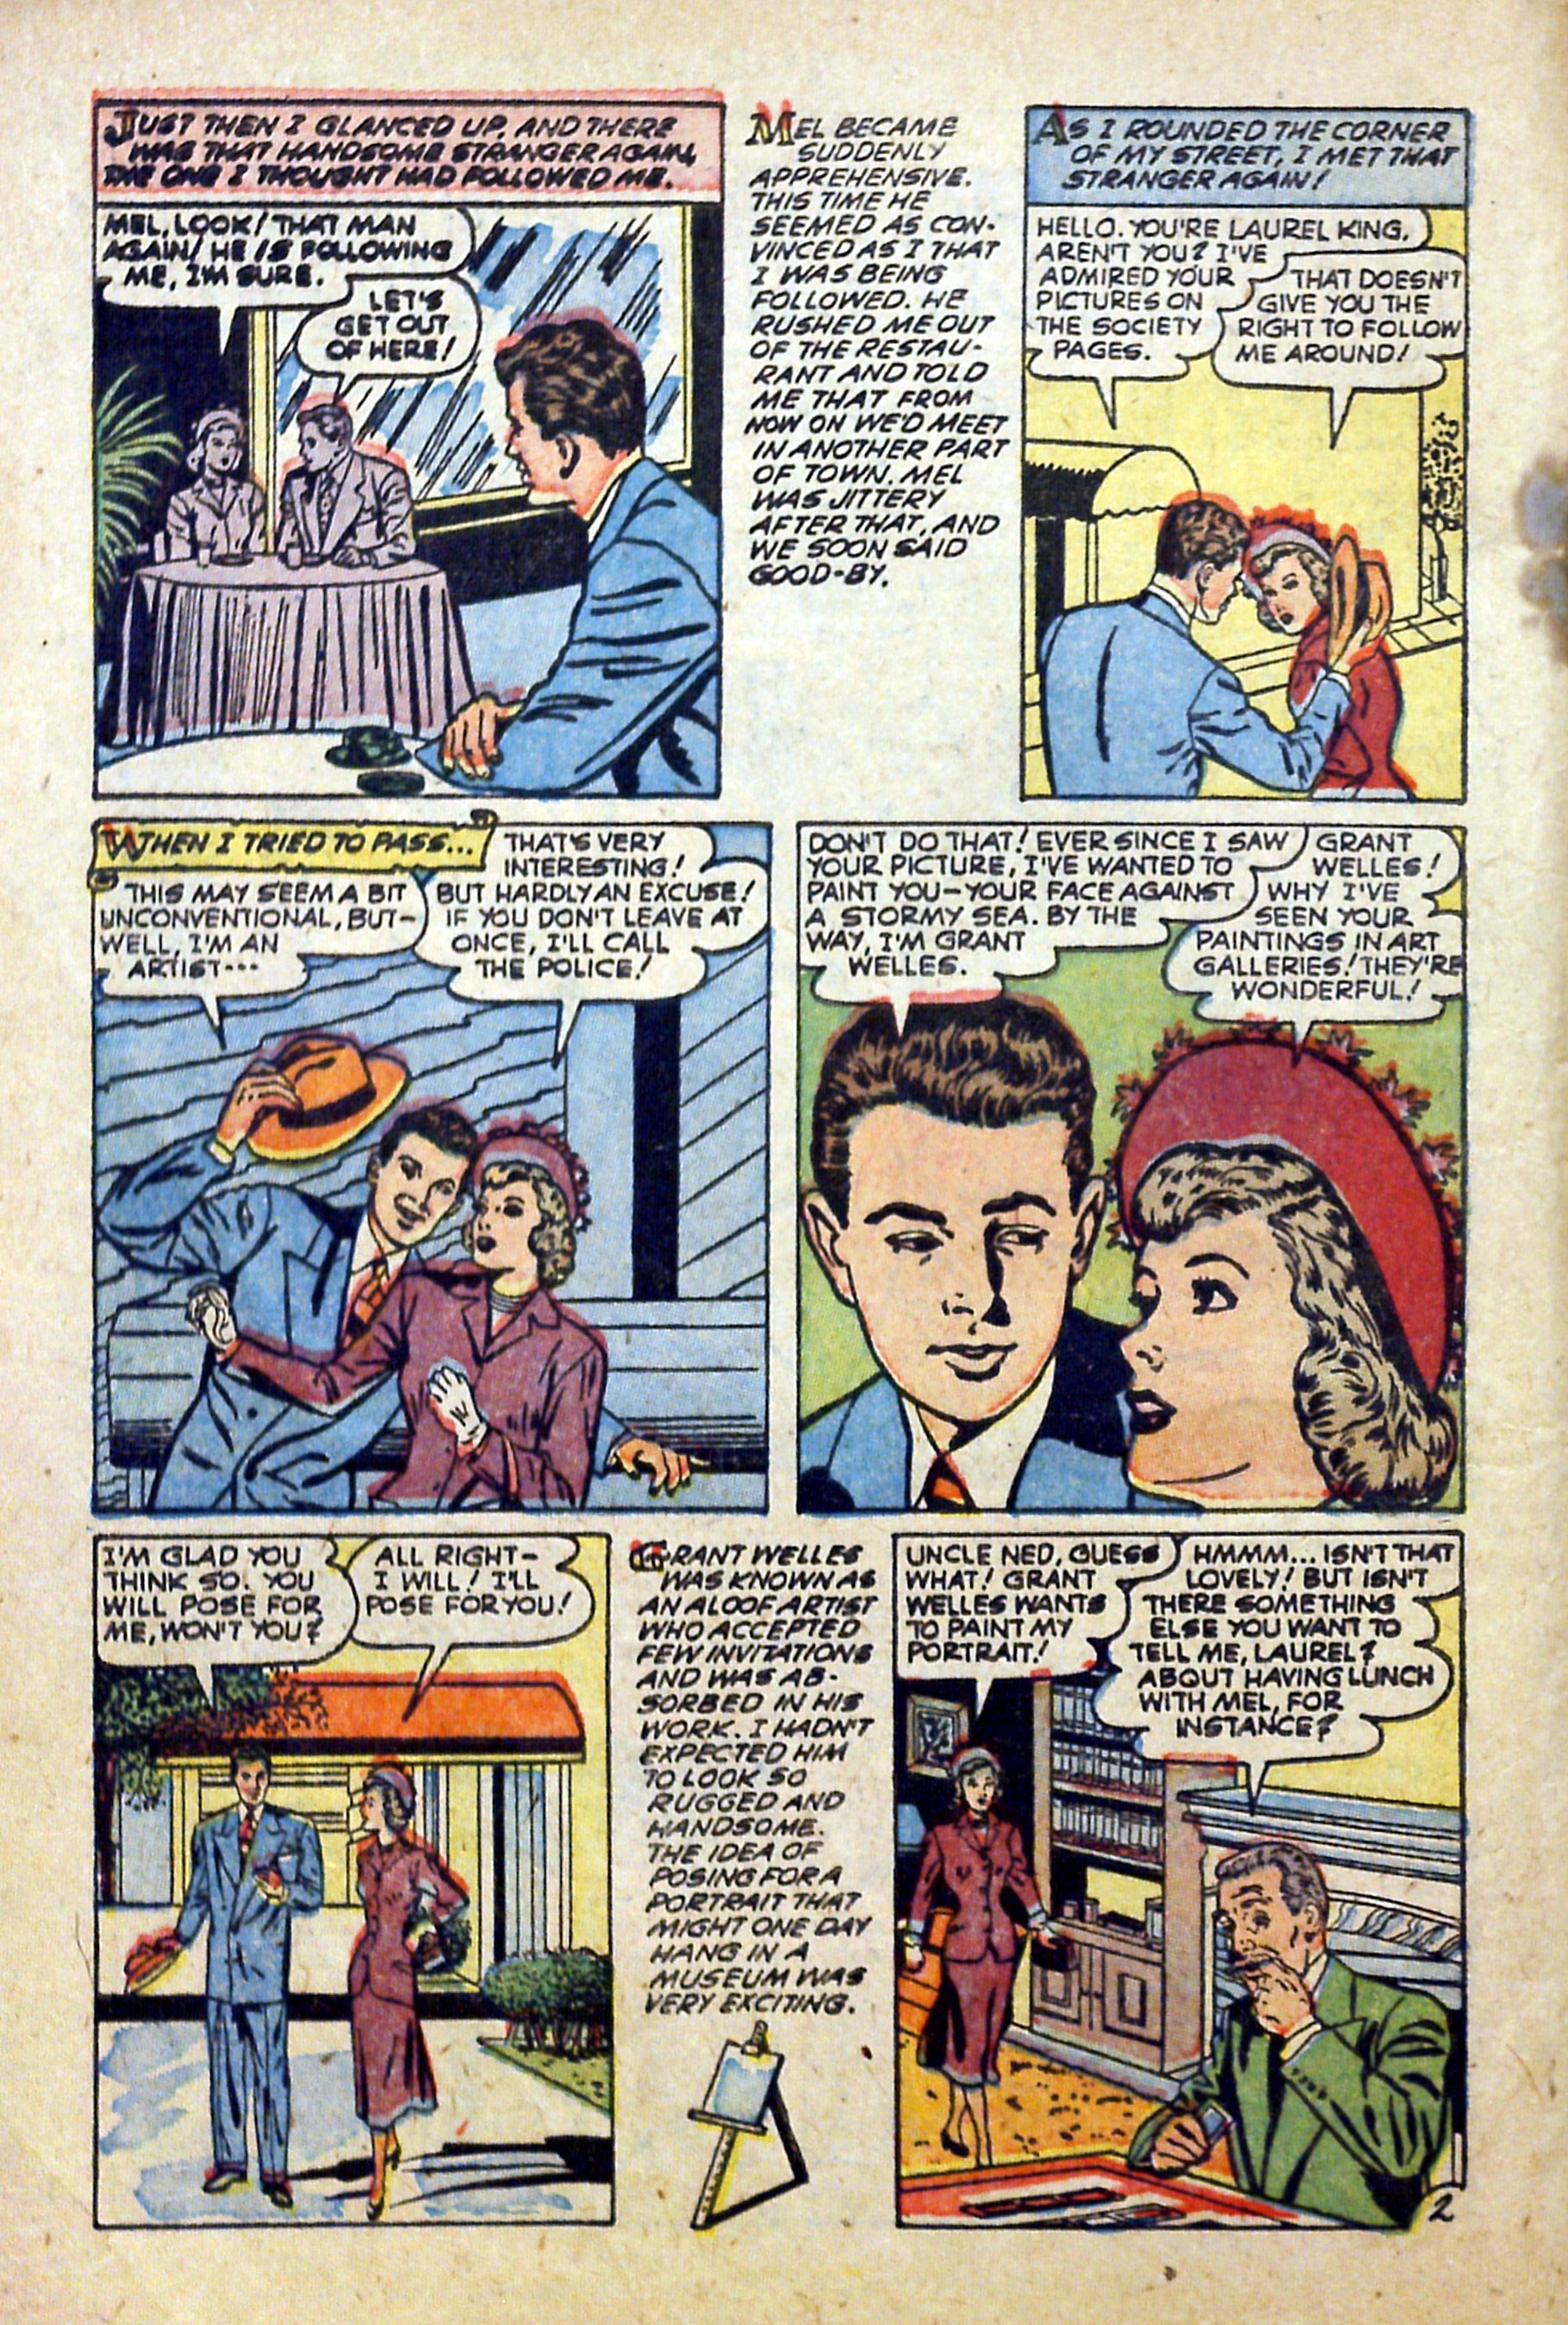 JUST THEN I GLANCED UP, AND THERE
WAS THAT HANDSOME STRANGER AGAIN,
THE ONE I THOUGHT HAD FOLLOWED ME.
MEL, LOOK! THAT MAN
AGAIN! HE IS FOLLOWING
ME, I'M SURE.
LET'S
GET OUT
OF HERE!
MEL BECAME
SUDDENLY
APPREHENSIVE.
THIS TIME HE
SEEMED AS CON-
VINCED AS I THAT
I WAS BEING
FOLLOWED. HE
RUSHED ME OUT
OF THE RESTAU-
RANT AND TOLD
ME THAT FROM
NOW ON WE'D MEET
IN ANOTHER PART
OF TOWN. MEL
WAS JITTERY
AFTER THAT, AND
WE SOON SAID
GOOD-BY.
AS I ROUNDED THE CORNER
OF MY STREET, I MET THAT
STRANGER AGAIN!
HELLO. YOU'RE LAUREL KING,
AREN'T YOU? I'VE
ADMIRED YOUR
PICTURES ON
THE SOCIETY
PAGES.
THAT DOESN'T
GIVE YOU THE
RIGHT TO FOLLOW
ME AROUND!
WHEN I TRIED TO PASS...
THIS MAY SEEM A BIT
UNCONVENTIONAL, BUT-
WELL, I'M AN
ARTIST---
THAT'S VERY
INTERESTING!
BUT HARDLY AN EXCUSE!
IF YOU DON'T LEAVE AT
ONCE, I'LL CALL
THE POLICE!
DON'T DO THAT! EVER SINCE I SAW
YOUR PICTURE, I'VE WANTED TO
PAINT YOU-YOUR FACE AGAINST
A STORMY SEA. BY THE
WAY, I'M GRANT
WELLES.
GRANT
WELLES!
WHY I'VE
SEEN YOUR
PAINTINGS IN ART
GALLERIES! THEY'RE
WONDERFUL!
I'M GLAD YOU
THINK SO. YOU
WILL POSE FOR
ME, WON'T YOU?
ALL RIGHT-
I WILL! I'LL
POSE FOR YOU!
GRANT WELLES
WAS KNOWN AS
AN ALOOF ARTIST
WHO ACCEPTED
FEW INVITATIONS
AND WAS AB-
SORBED IN HIS
WORK. I HADN'T
EXPECTED HIM
TO LOOK SO
RUGGED AND
HANDSOME.
THE IDEA OF
POSING FOR A
PORTRAIT THAT
MIGHT ONE DAY
HANG IN A
MUSEUM WAS
VERY EXCITING.
UNCLE NED, GUESS
WHAT! GRANT
WELLES WANTS
TO PAINT MY
PORTRAIT!
HMMM... ISN'T THAT
LOVELY! BUT ISN'T
THERE SOMETHING
ELSE YOU WANT TO
TELL ME, LAUREL?
ABOUT HAVING LUNCH
WITH MEL, FOR
INSTANCE?
2